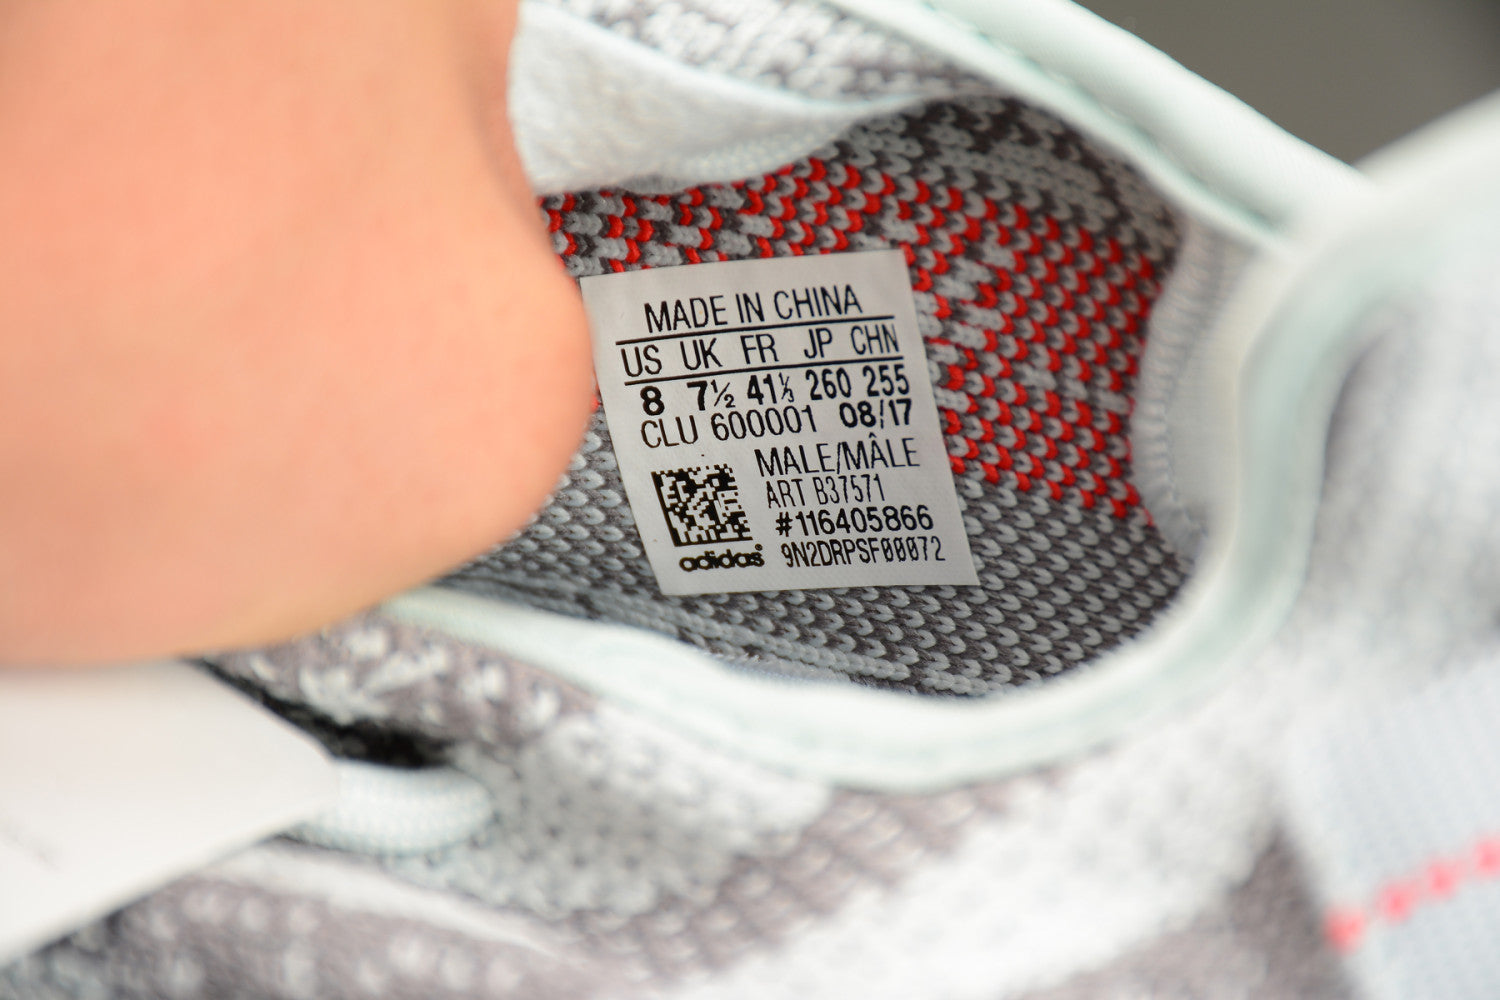 MADE IN CHINA
US UK FR JP CHN
8 7½ 41⅓ 260 255
CLU 600001 08/17
MALE/MÂLE
ART B37571
#116405866
adidas® 9N2DRPSF00072